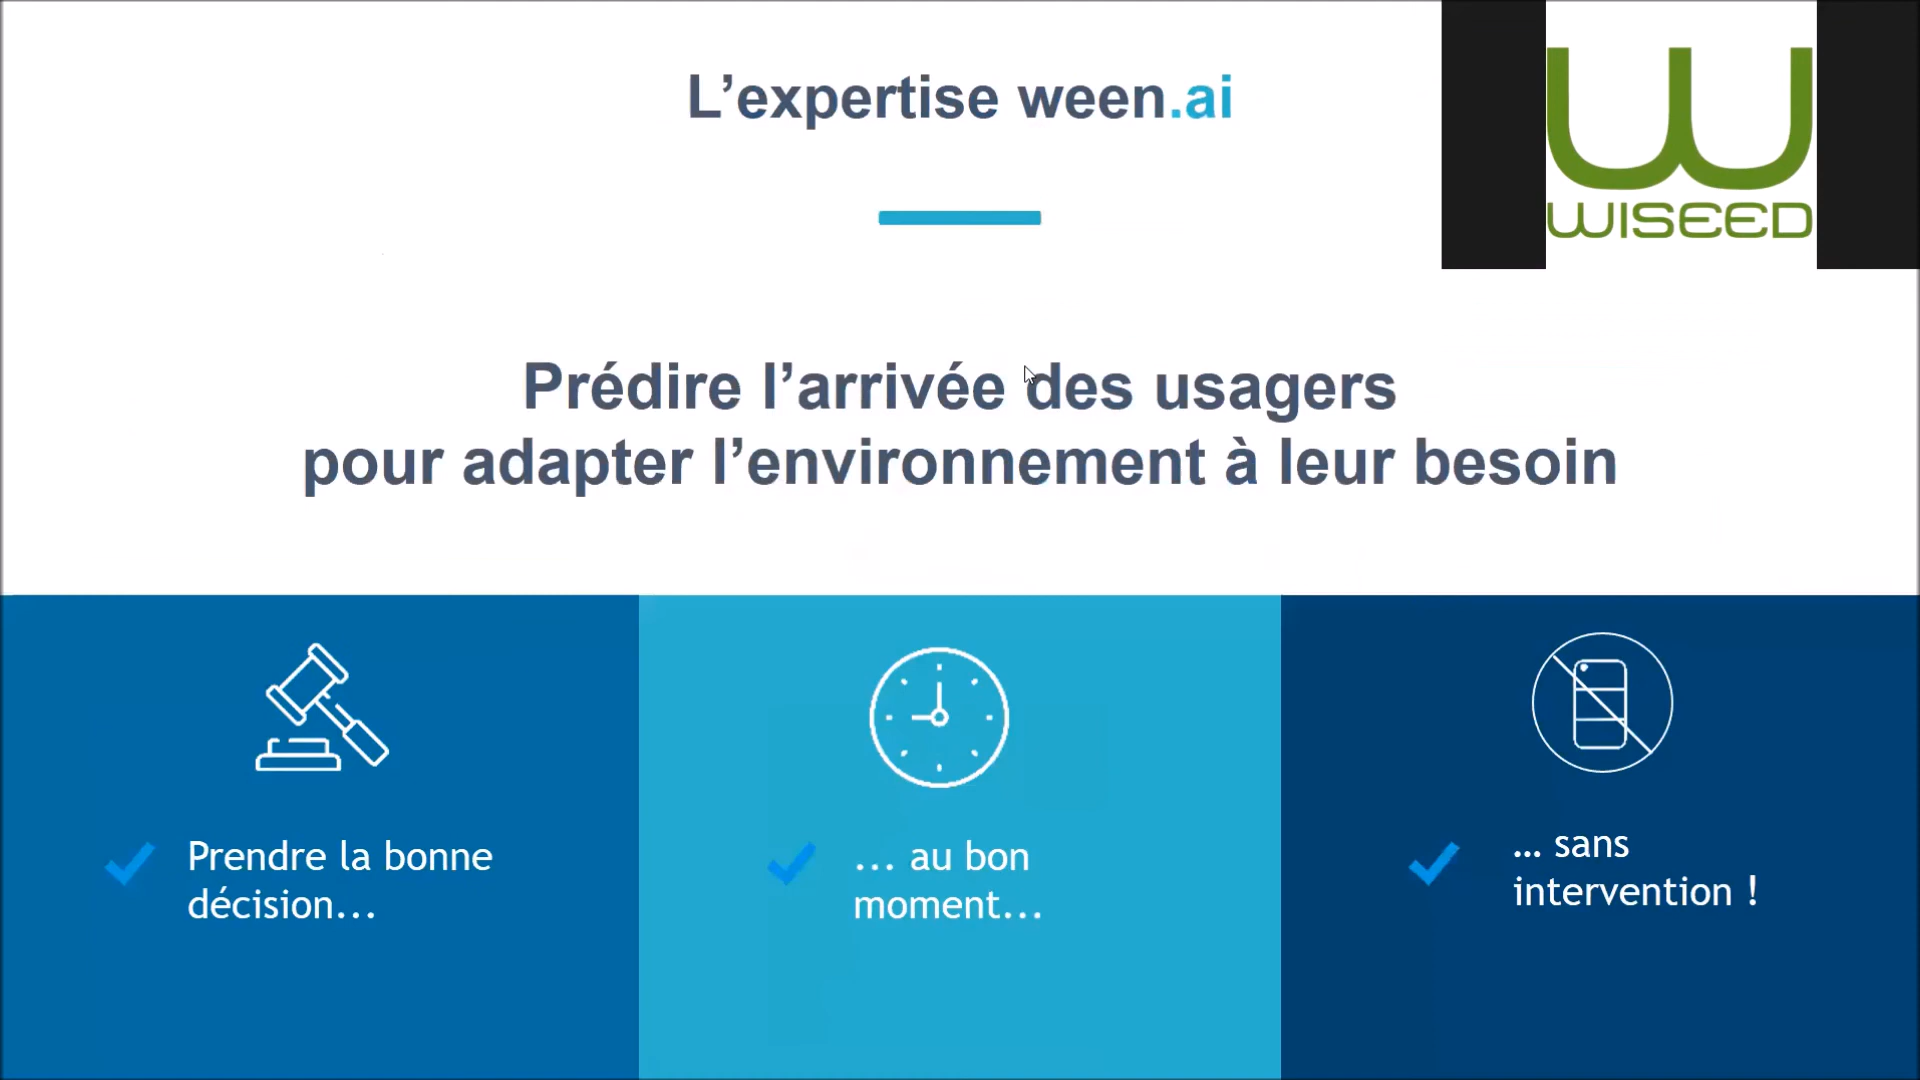 L’expertise ween.ai
WISEED
Prédire l’arrivée des usagers
pour adapter l’environnement à leur besoin
Prendre la bonne
décision...
... au bon
moment...
... sans
intervention !